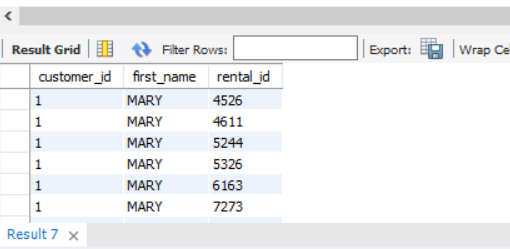 Result Grid Filter Rows: Export: Wrap Cel
customer_id first_name rental_id
1 MARY 4526
1 MARY 4611
1 MARY 5244
1 MARY 5326
1 MARY 6163
1 MARY 7273
Result 7 ×